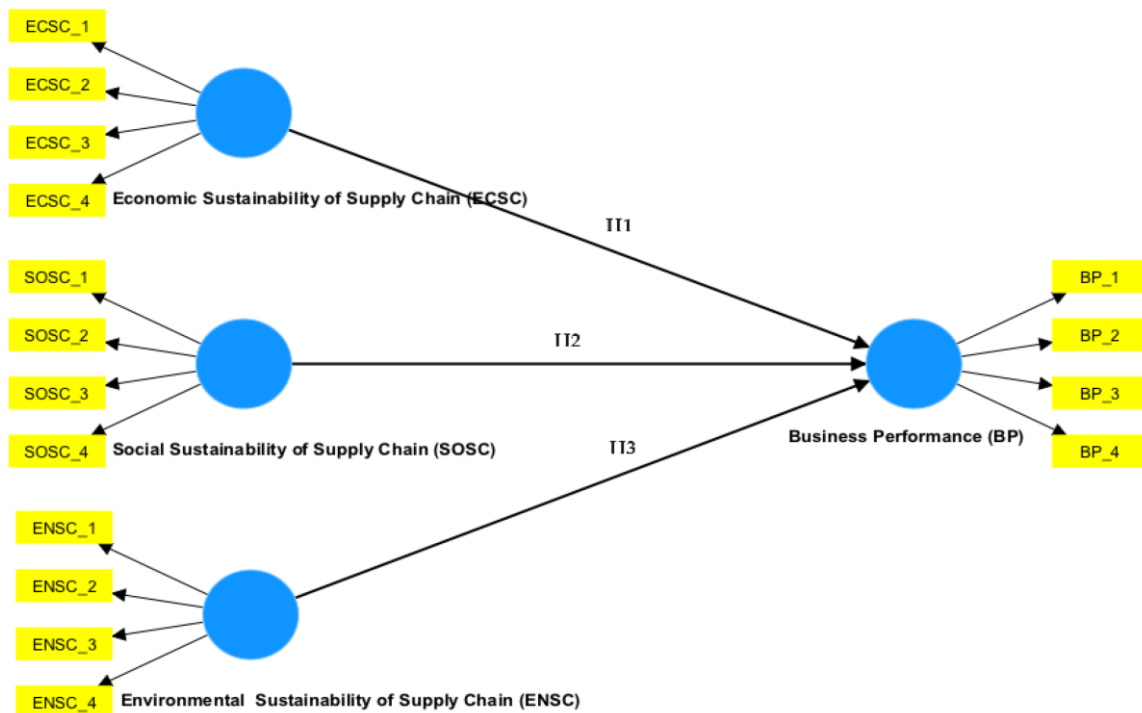 ECSC_1
ECSC_2
ECSC_3
ECSC_4
Economic Sustainability of Supply Chain (ECSC)
H1
SOSC_1
SOSC_2
SOSC_3
SOSC_4
Social Sustainability of Supply Chain (SOSC)
H2
ENSC_1
ENSC_2
ENSC_3
ENSC_4
Environmental Sustainability of Supply Chain (ENSC)
H3
BP_1
BP_2
BP_3
BP_4
Business Performance (BP)